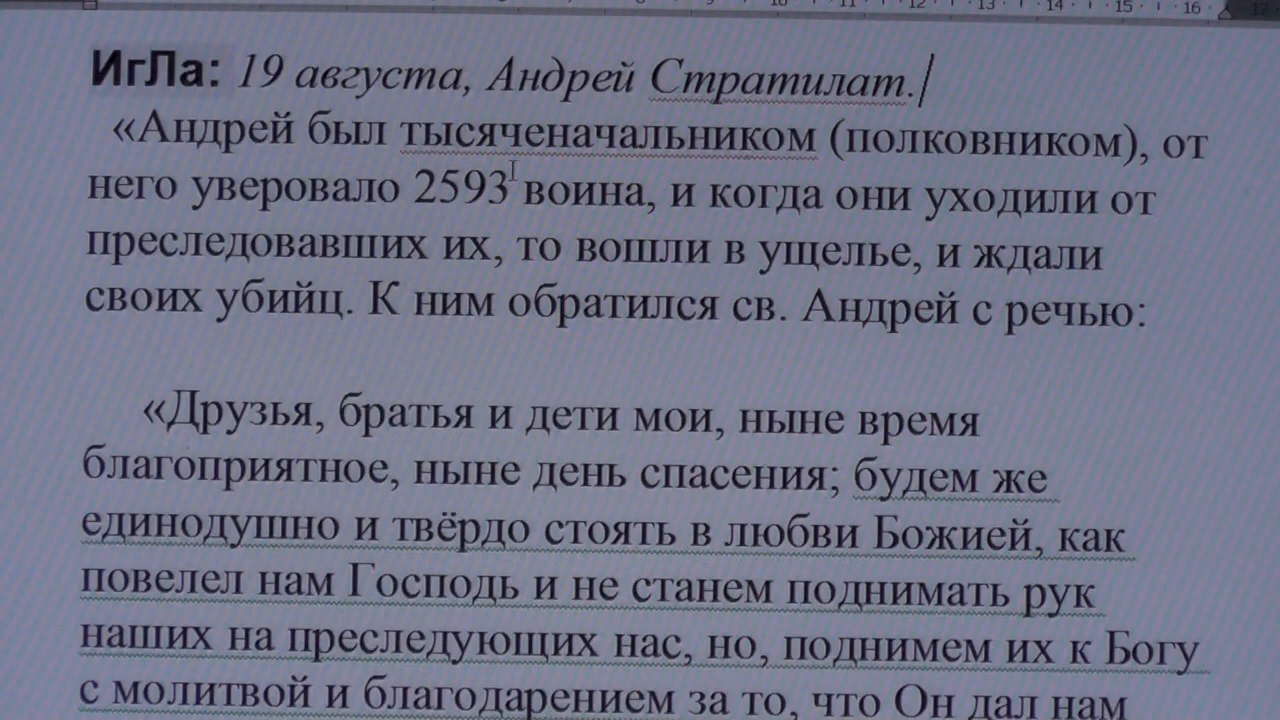 ИгЛа: 19 августа, Андрей Стратилат.
«Андрей был тысяченачальником (полковником), от
него уверовало 2593 воина, и когда они уходили от
преследовавших их, то вошли в ущелье, и ждали
своих убийц. К ним обратился св. Андрей с речью:
«Друзья, братья и дети мои, ныне время
благоприятное, ныне день спасения; будем же
единодушно и твёрдо стоять в любви Божией, как
повелел нам Господь и не станем поднимать рук
наших на преследующих нас, но, поднимем их к Богу
с молитвой и благодарением за то, что Он дал нам